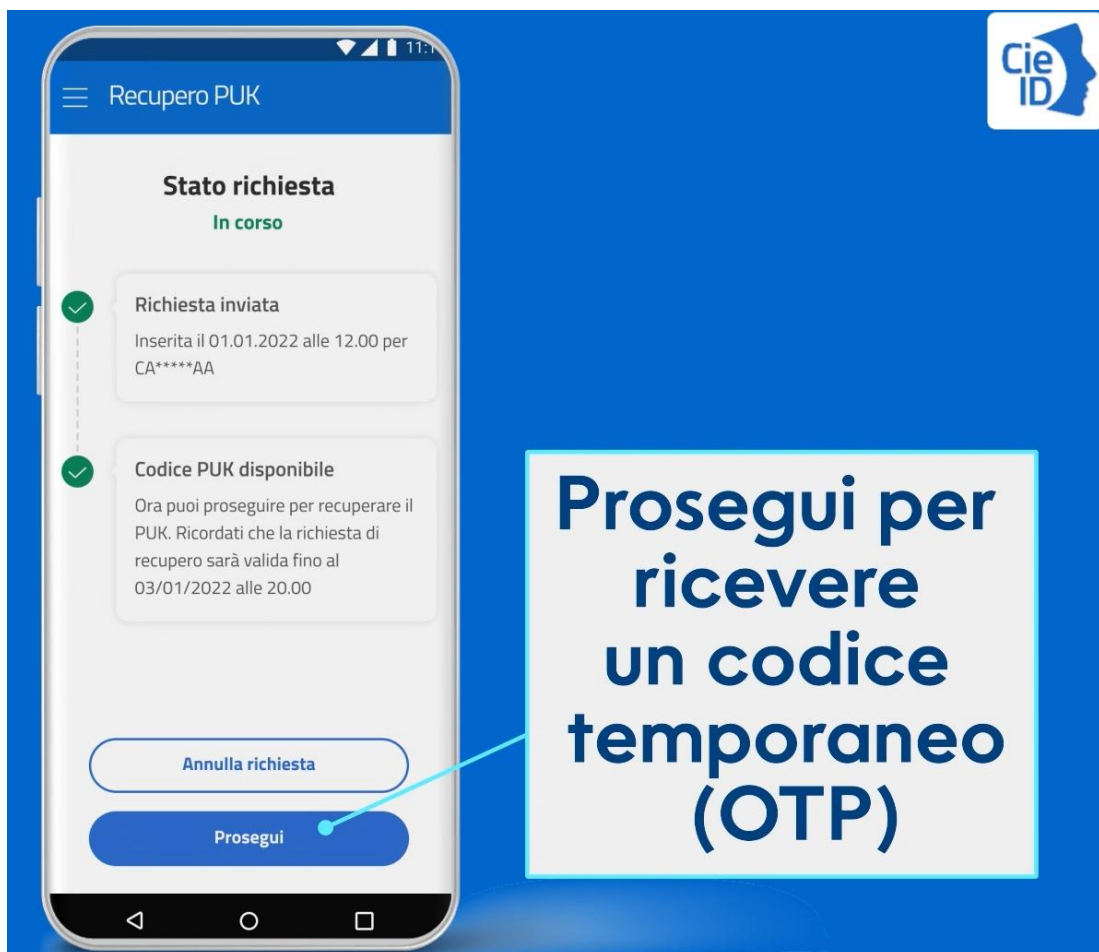 11:1
Recupero PUK
Cie
ID
Stato richiesta
In corso
Richiesta inviata
Inserita il 01.01.2022 alle 12.00 per
CA*****AA
Codice PUK disponibile
Ora puoi proseguire per recuperare il
PUK. Ricordati che la richiesta di
recupero sarà valida fino al
03/01/2022 alle 20.00
Annulla richiesta
Prosegui
Prosegui per
ricevere
un codice
temporaneo
(OTP)